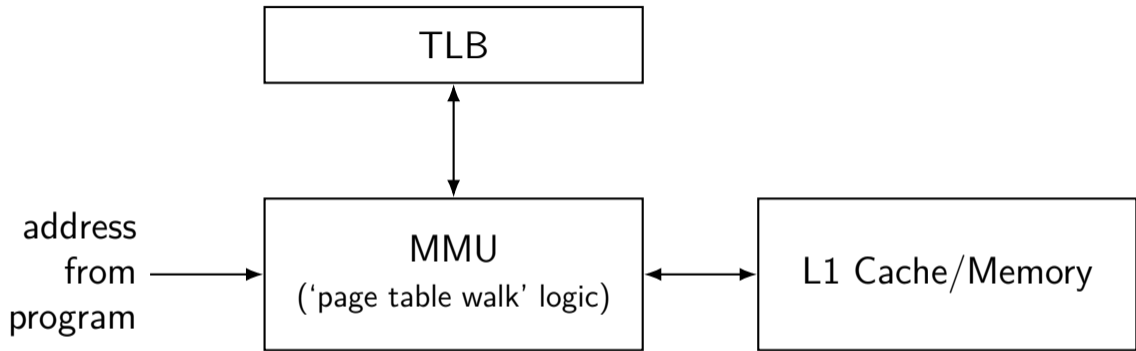 TLB
address
from
program
MMU
(‘page table walk’ logic)
L1 Cache/Memory